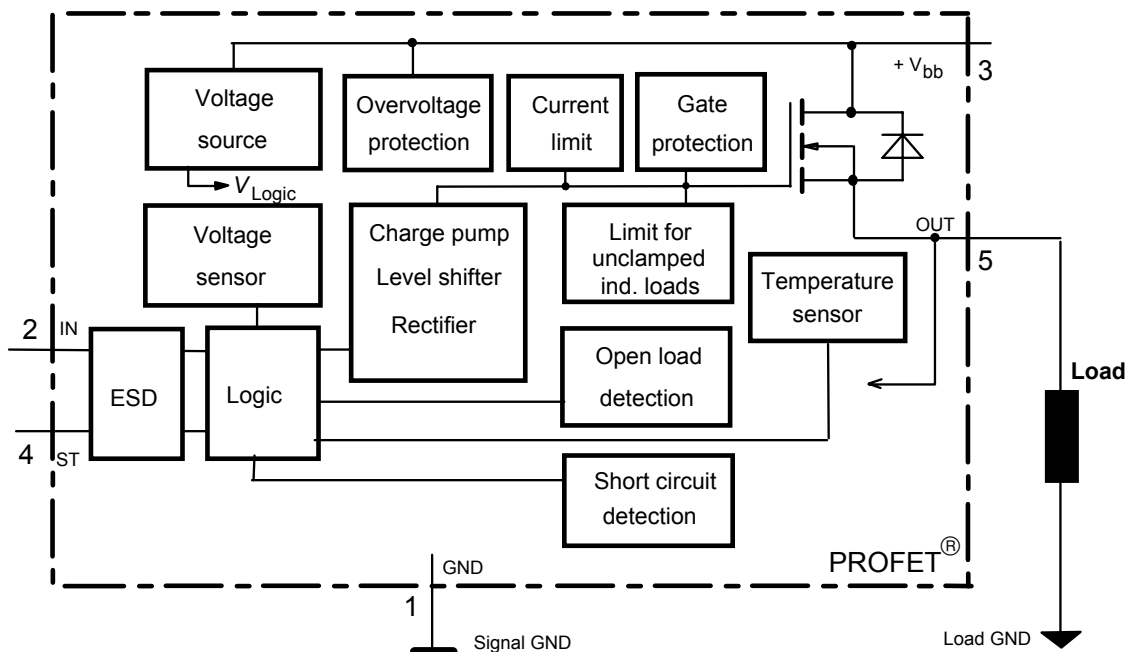 + Vbb
3
Voltage
source
Overvoltage
protection
Current
limit
Gate
protection
VLogic
Voltage
sensor
Charge pump
Level shifter
Rectifier
Limit for
unclamped
ind. loads
OUT
5
Temperature
sensor
2
IN
ESD
Logic
Open load
detection
Load
4
ST
Short circuit
detection
PROFET®
GND
1
Signal GND
Load GND